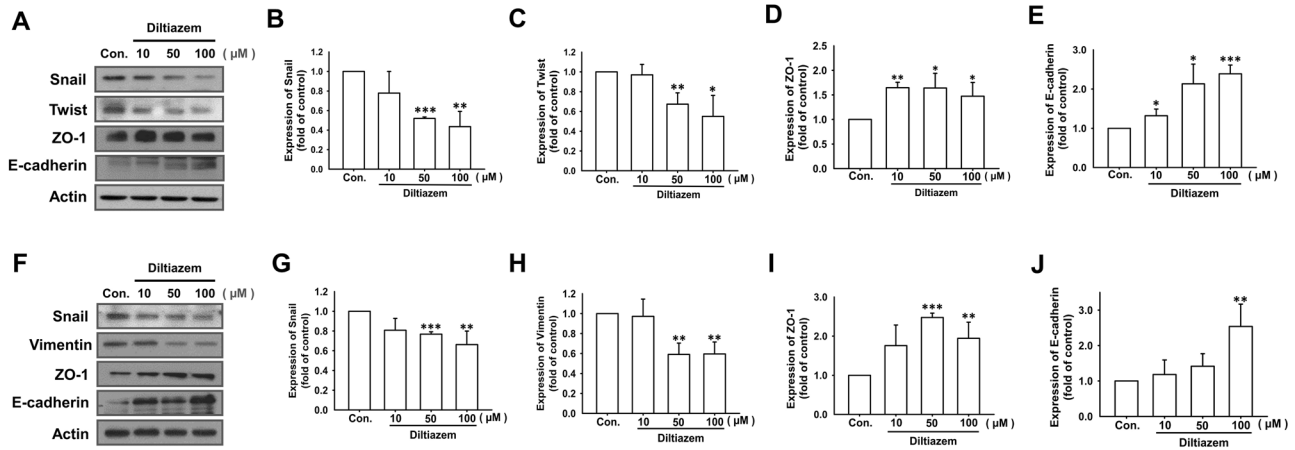 A
Diltiazem
Con. 10 50 100 ( µM )
Snail
Twist
ZO-1
E-cadherin
Actin
B
Expression of Snail
(fold of control)
1.2
1.0
0.8
0.6
0.4
0.2
0.0
*** **
Con. 10 50 100 ( µM )
Diltiazem
C
Expression of Twist
(fold of control)
1.2
1.0
0.8
0.6
0.4
0.2
0.0
** *
Con. 10 50 100 ( µM )
Diltiazem
D
Expression of ZO-1
(fold of control)
2.5
2.0
1.5
1.0
0.5
0.0
** * *
Con. 10 50 100 ( µM )
Diltiazem
E
Expression of E-cadherin
(fold of control)
3.0
2.0
1.0
0.0
* * ***
Con. 10 50 100 ( µM )
Diltiazem
F
Diltiazem
Con. 10 50 100 ( µM )
Snail
Vimentin
ZO-1
E-cadherin
Actin
G
Expression of Snail
(fold of control)
1.2
1.0
0.8
0.6
0.4
0.2
0.0
*** **
Con. 10 50 100 ( µM )
Diltiazem
H
Expression of Vimentin
(fold of control)
1.2
1.0
0.8
0.6
0.4
0.2
0.0
** **
Con. 10 50 100 ( µM )
Diltiazem
I
Expression of ZO-1
(fold of control)
3.0
2.0
1.0
0.0
*** **
Con. 10 50 100 ( µM )
Diltiazem
J
Expression of E-cadherin
(fold of control)
3.0
2.0
1.0
0.0
**
Con. 10 50 100 ( µM )
Diltiazem